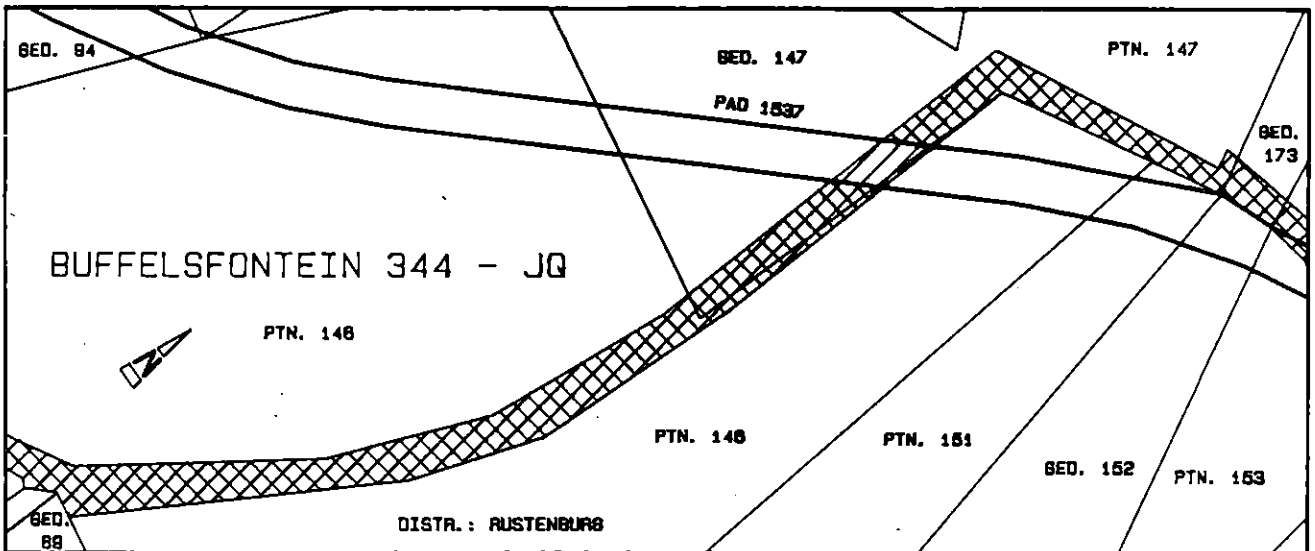 GED. 94
GED. 147
PTN. 147
PAD 1537
GED.
173
BUFFELSFONTEIN 344 - JQ
PTN. 146
N
PTN. 146
PTN. 151
GED. 152
PTN. 153
GED.
69
DISTR.: RUSTENBURG